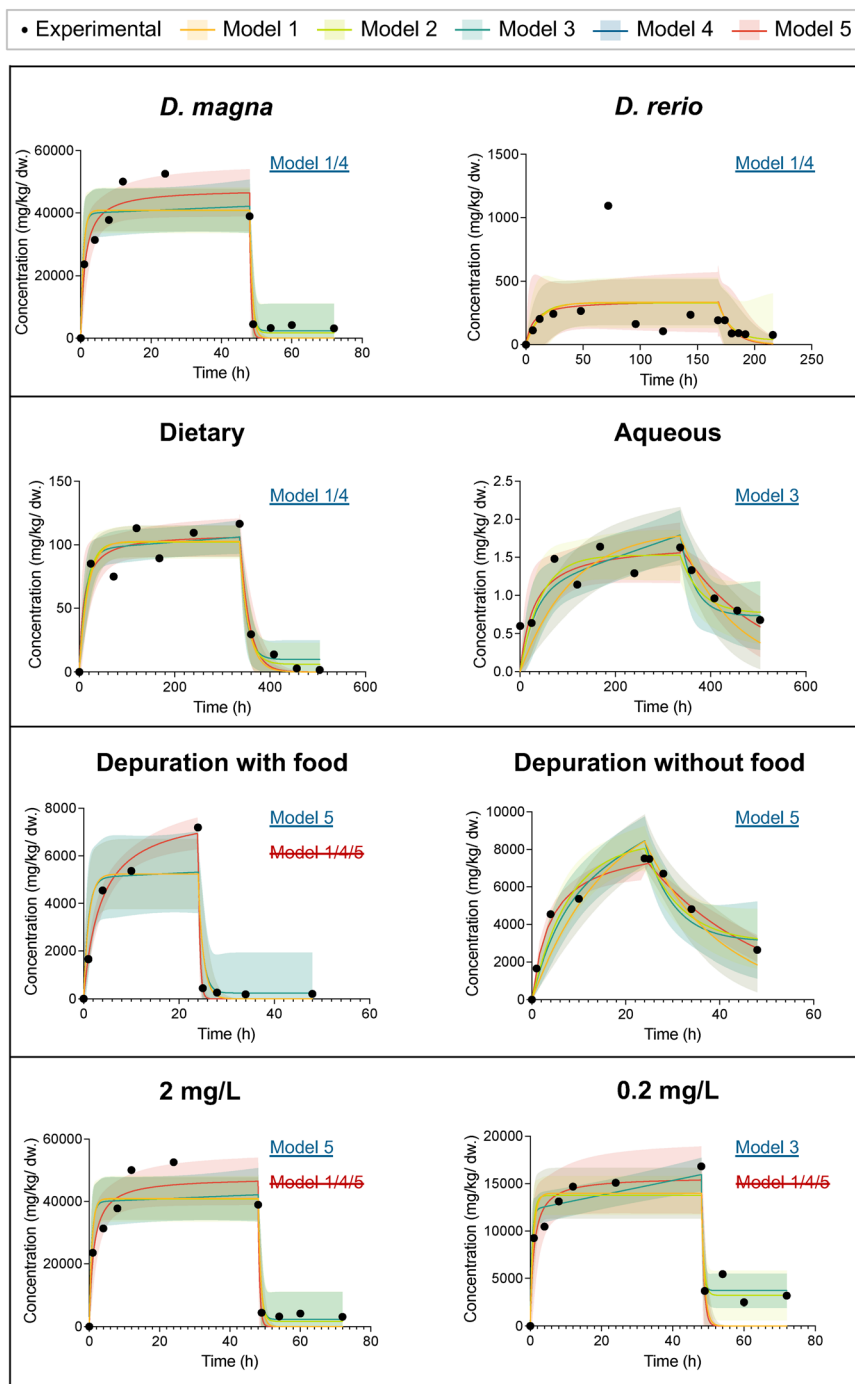 Experimental Model 1 Model 2 Model 3 Model 4 Model 5
D. magna
Concentration (mg/kg/ dw.)
60000
40000
20000
0
0 20 40 60 80
Time (h)
Model 1/4
D. rerio
Concentration (mg/kg/ dw.)
1500
1000
500
0
0 50 100 150 200 250
Time (h)
Model 1/4
Dietary
Concentration (mg/kg/ dw.)
150
100
50
0
0 200 400 600
Time (h)
Model 1/4
Aqueous
Concentration (mg/kg/ dw.)
2.5
2.0
1.5
1.0
0.5
0.0
0 200 400 600
Time (h)
Model 3
Depuration with food
Concentration (mg/kg/ dw.)
8000
6000
4000
2000
0
0 20 40 60
Time (h)
Model 5
Model 1/4/5
Depuration without food
Concentration (mg/kg/ dw.)
10000
8000
6000
4000
2000
0
0 20 40 60
Time (h)
Model 5
2 mg/L
Concentration (mg/kg/ dw.)
60000
40000
20000
0
0 20 40 60 80
Time (h)
Model 5
Model 1/4/5
0.2 mg/L
Concentration (mg/kg/ dw.)
20000
15000
10000
5000
0
0 20 40 60 80
Time (h)
Model 3
Model 1/4/5